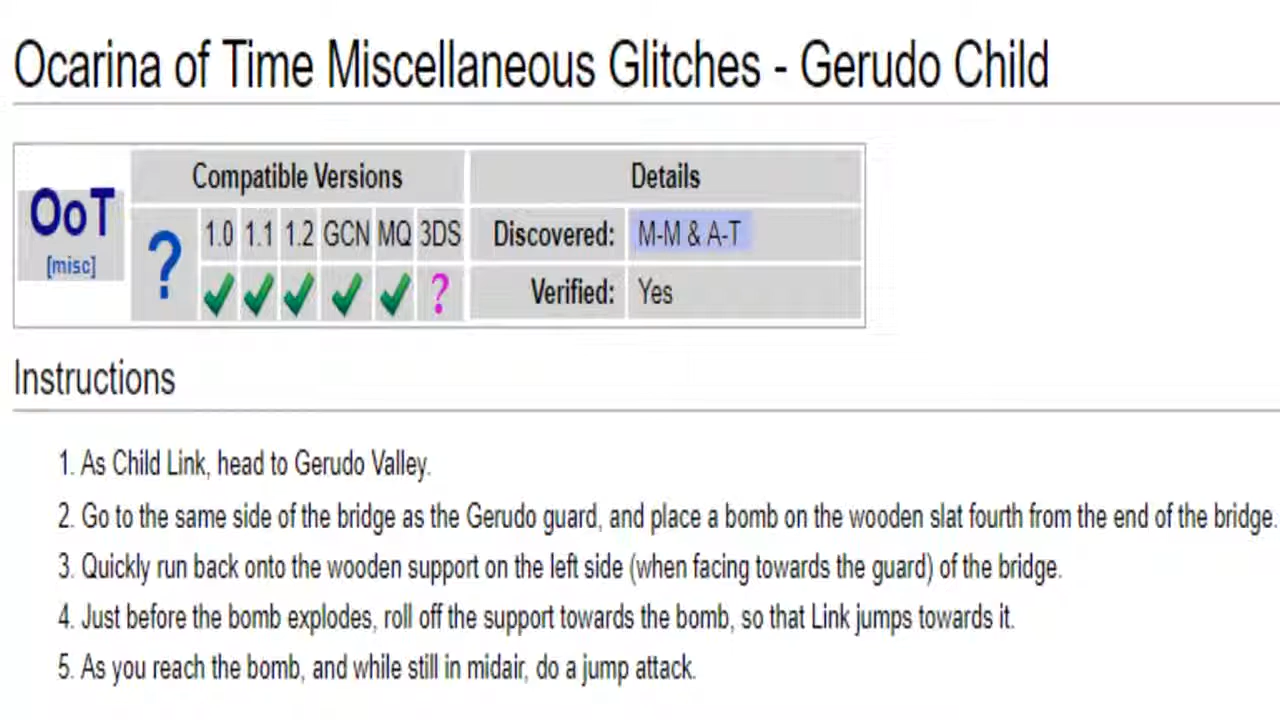 Ocarina of Time Miscellaneous Glitches - Gerudo Child
Compatible Versions Details
OoT
[misc]
? 1.0 1.1 1.2 GCN MQ 3DS Discovered: M-M & A-T
? Verified: Yes
Instructions
1. As Child Link, head to Gerudo Valley.
2. Go to the same side of the bridge as the Gerudo guard, and place a bomb on the wooden slat fourth from the end of the bridge.
3. Quickly run back onto the wooden support on the left side (when facing towards the guard) of the bridge.
4. Just before the bomb explodes, roll off the support towards the bomb, so that Link jumps towards it.
5. As you reach the bomb, and while still in midair, do a jump attack.